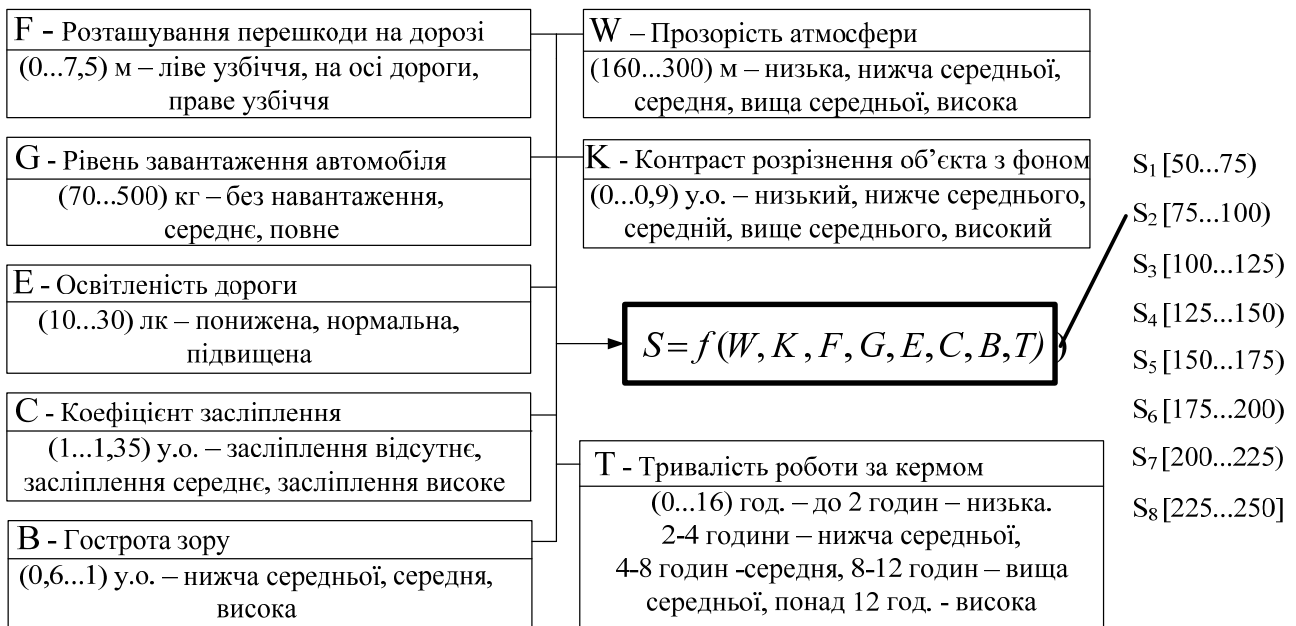 F - Розташування перешкоди на дорозі
(0...7,5) м – ліве узбіччя, на осі дороги,
праве узбіччя
G - Рівень завантаження автомобіля
(70...500) кг – без навантаження,
середнє, повне
E - Освітленість дороги
(10...30) лк – понижена, нормальна,
підвищена
C - Коефіцієнт засліплення
(1...1,35) у.о. – засліплення відсутнє,
засліплення середнє, засліплення високе
B - Гострота зору
(0,6...1) у.о. – нижча середньої, середня,
висока
W – Прозорість атмосфери
(160...300) м – низька, нижча середньої,
середня, вища середньої, висока
K - Контраст розрізнення об’єкта з фоном
(0...0,9) у.о. – низький, нижче середнього,
середній, вище середнього, високий
S = f(W, K, F, G, E, C, B, T) )
T - Тривалість роботи за кермом
(0...16) год. – до 2 годин – низька.
2-4 години – нижча середньої,
4-8 годин -середня, 8-12 годин – вища
середньої, понад 12 год. - висока
S₁ [50...75)
S₂ [75...100)
S₃ [100...125)
S₄ [125...150)
S₅ [150...175)
S₆ [175...200)
S₇ [200...225)
S₈ [225...250]